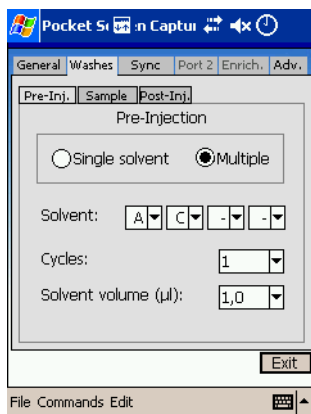 Pocket S :n Captur
General Washes Sync Port 2 Enrich. Adv.
Pre-Inj. Sample Post-Inj.
Pre-Injection
Single solvent Multiple
Solvent: A C - -
Cycles: 1
Solvent volume (µl): 1,0
Exit
File Commands Edit